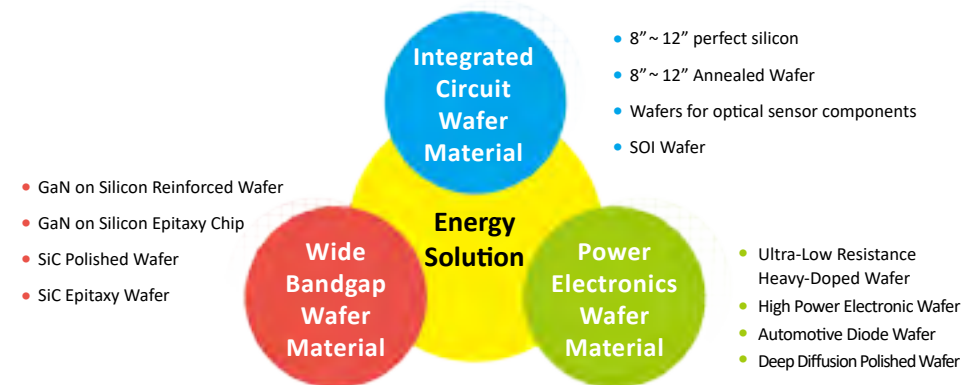 Integrated
Circuit
Wafer
Material
• 8”~ 12” perfect silicon
• 8”~ 12” Annealed Wafer
• Wafers for optical sensor components
• SOI Wafer
• GaN on Silicon Reinforced Wafer
• GaN on Silicon Epitaxy Chip
• SiC Polished Wafer
• SiC Epitaxy Wafer
Energy
Solution
Wide
Bandgap
Wafer
Material
Power
Electronics
Wafer
Material
• Ultra-Low Resistance
Heavy-Doped Wafer
• High Power Electronic Wafer
• Automotive Diode Wafer
• Deep Diffusion Polished Wafer